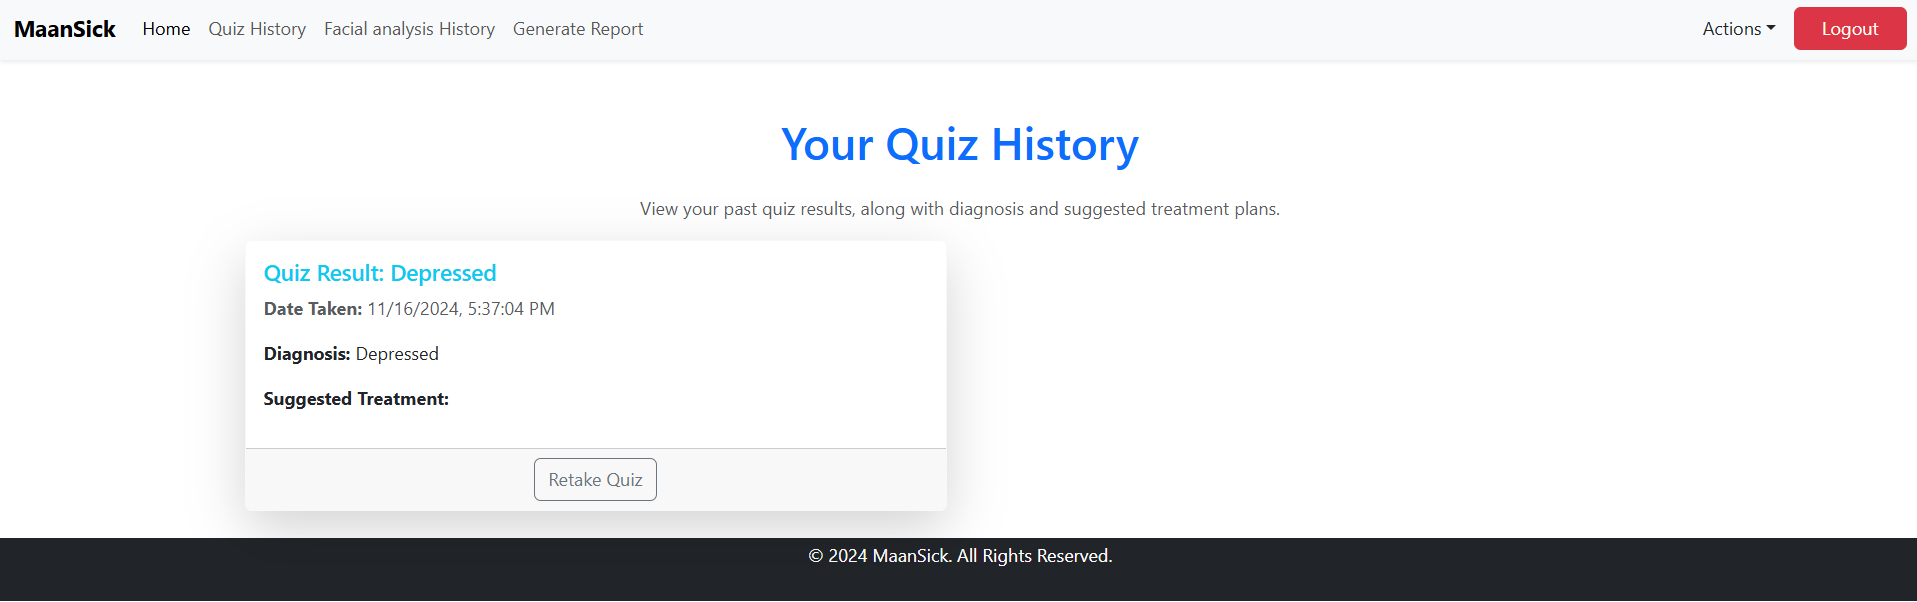 MaanSick Home Quiz History Facial analysis History Generate Report Actions Logout
Your Quiz History
View your past quiz results, along with diagnosis and suggested treatment plans.
Quiz Result: Depressed
Date Taken: 11/16/2024, 5:37:04 PM
Diagnosis: Depressed
Suggested Treatment:
Retake Quiz
© 2024 MaanSick. All Rights Reserved.